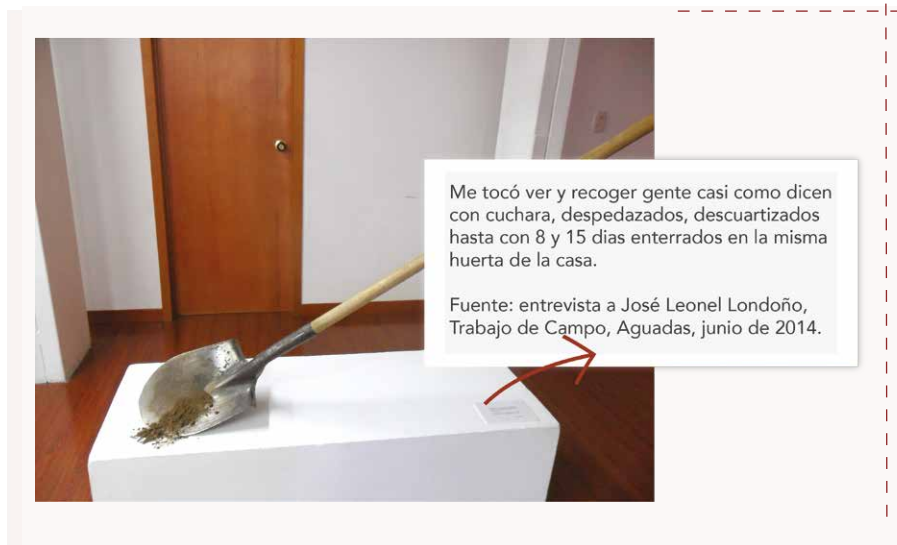 Me tocó ver y recoger gente casi como dicen
con cuchara, despedazados, descuartizados
hasta con 8 y 15 dias enterrados en la misma
huerta de la casa.
Fuente: entrevista a José Leonel Londoño,
Trabajo de Campo, Aguadas, junio de 2014.